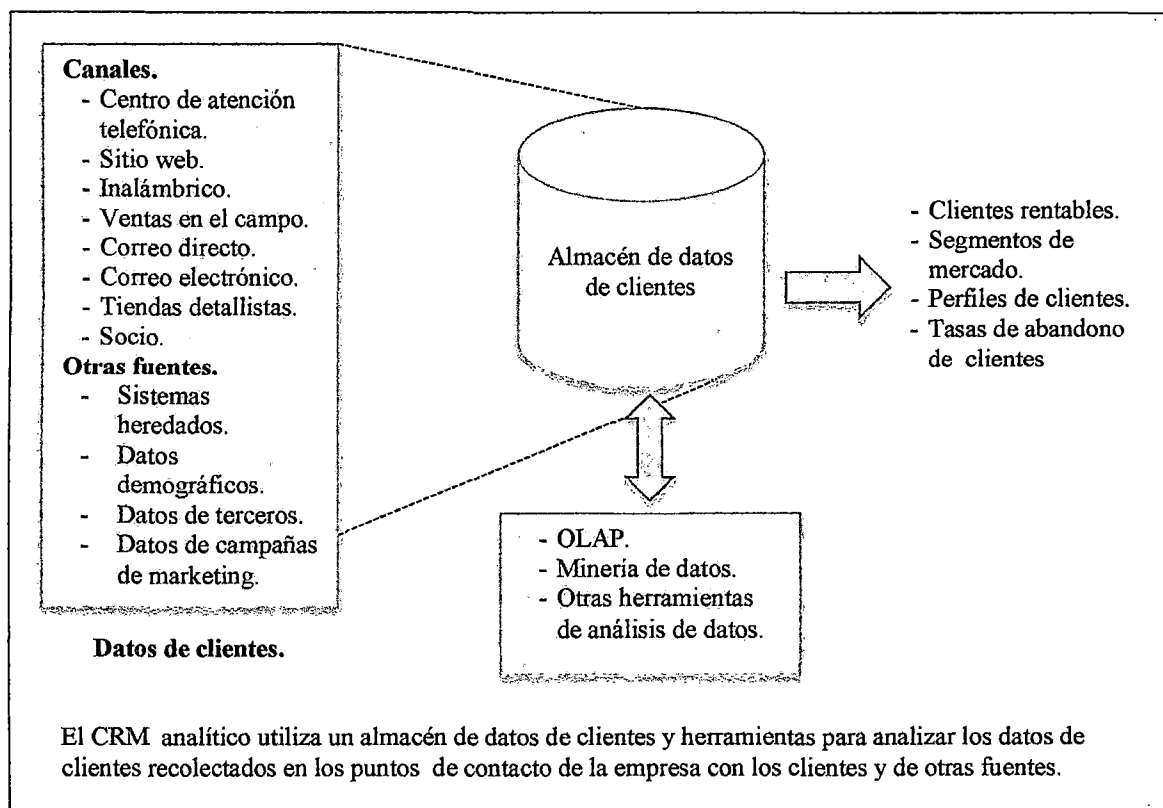 Canales.
- Centro de atención
telefónica.
- Sitio web.
- Inalámbrico.
- Ventas en el campo.
- Correo directo.
- Correo electrónico.
- Tiendas detallistas.
- Socio.
Otras fuentes.
- Sistemas
heredados.
- Datos
demográficos.
- Datos de terceros.
- Datos de campañas
de marketing.
Datos de clientes.
Almacén de datos
de clientes
- Clientes rentables.
- Segmentos de
mercado.
- Perfiles de clientes.
- Tasas de abandono
de clientes
- OLAP.
- Minería de datos.
- Otras herramientas
de análisis de datos.
El CRM analítico utiliza un almacén de datos de clientes y herramientas para analizar los datos de
clientes recolectados en los puntos de contacto de la empresa con los clientes y de otras fuentes.